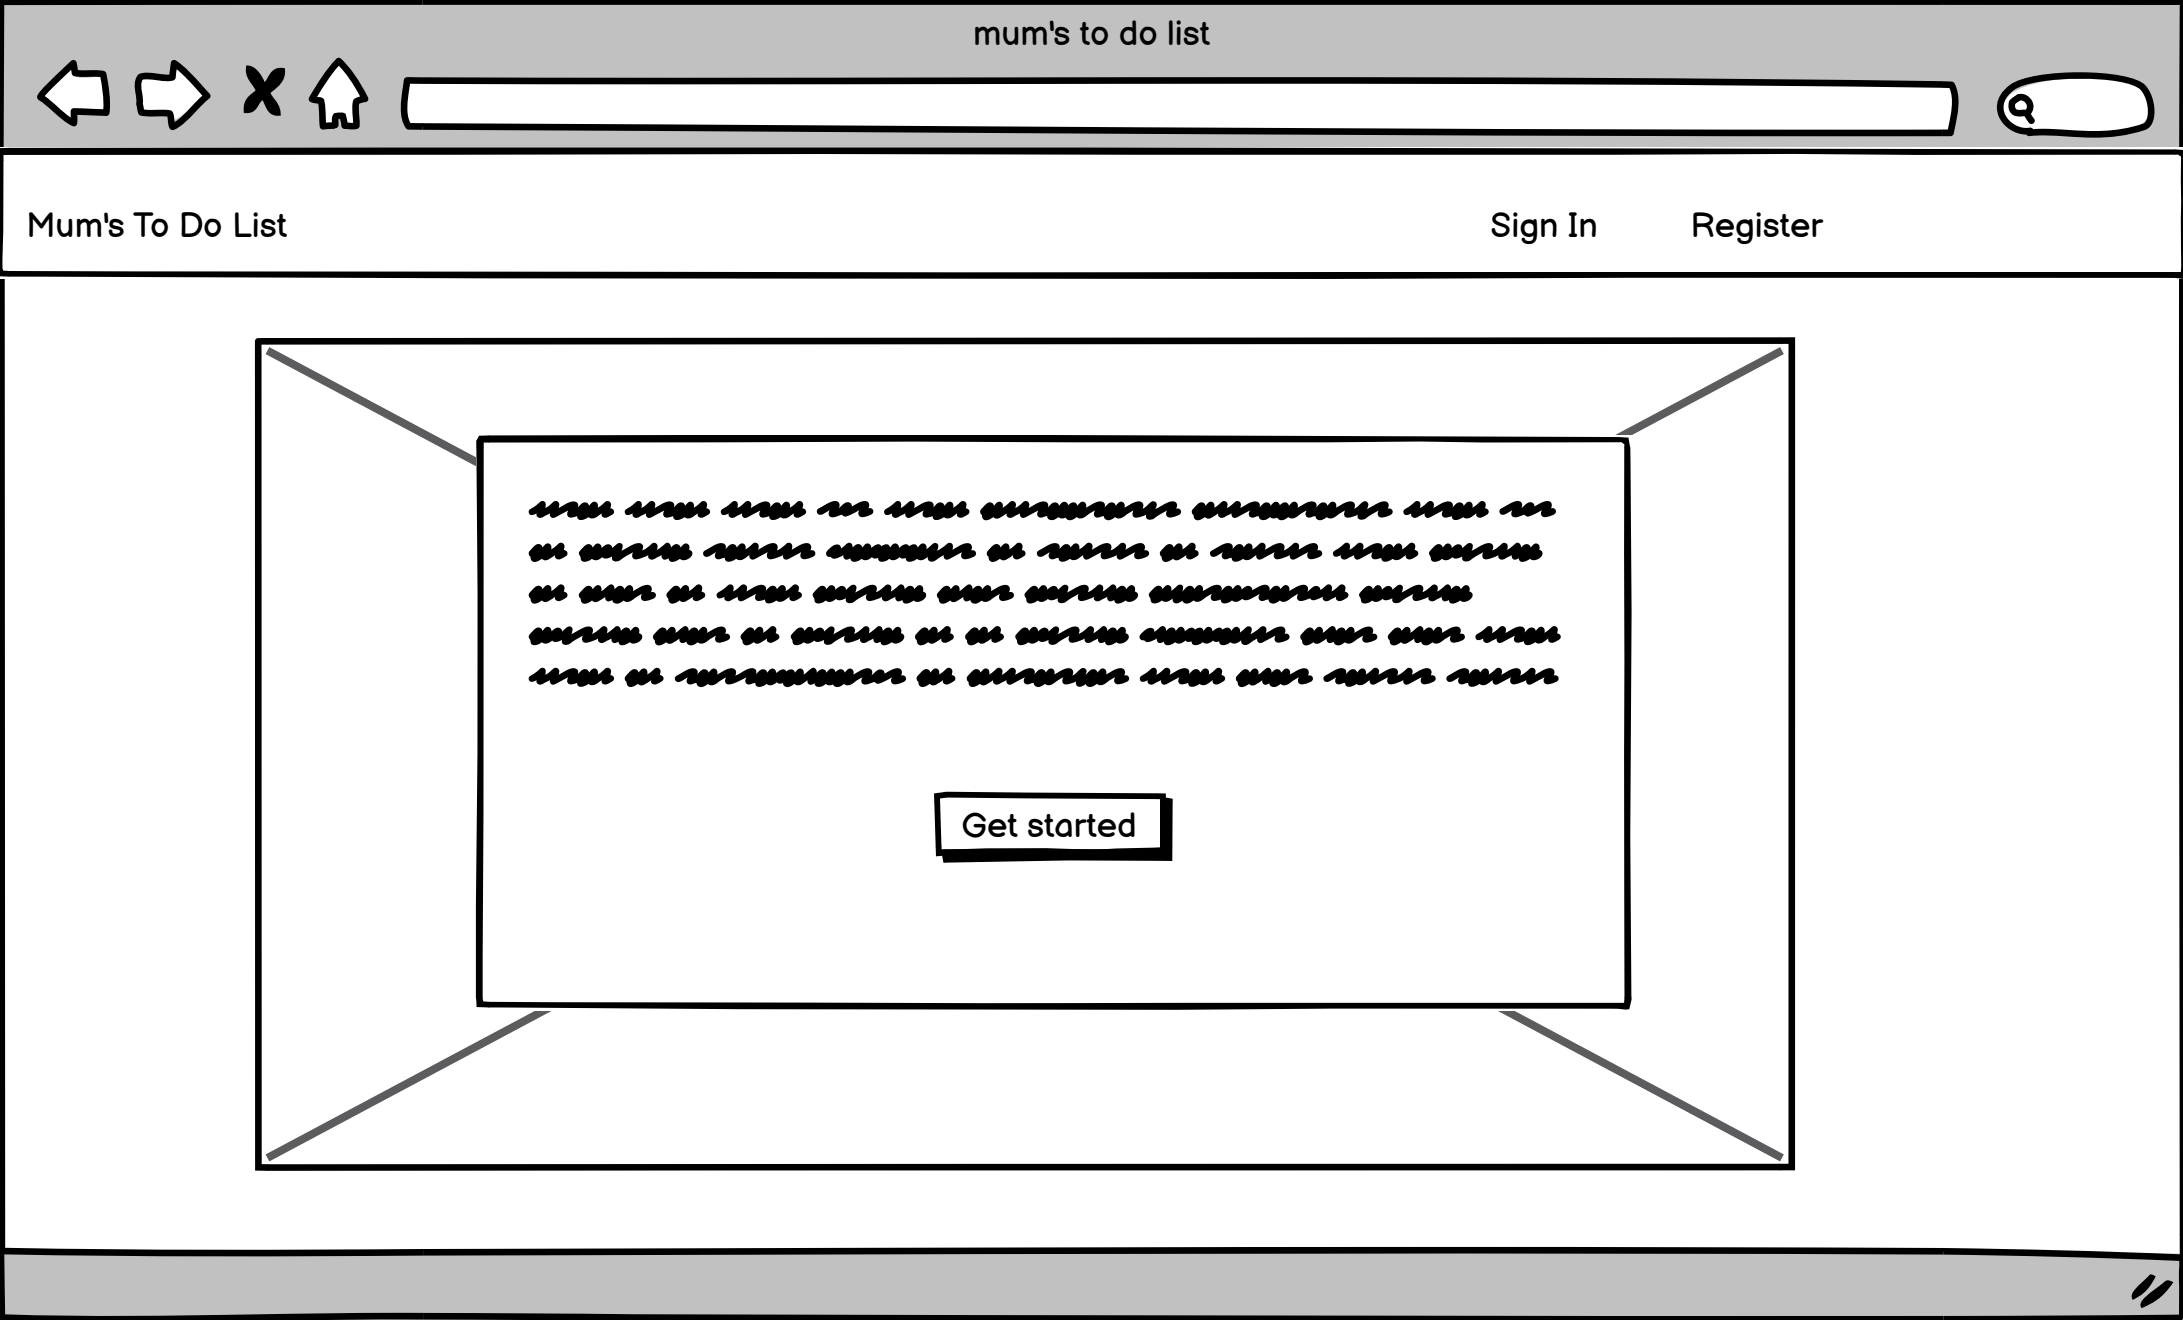 mum's to do list
Mum's To Do List
Sign In
Register
Get started